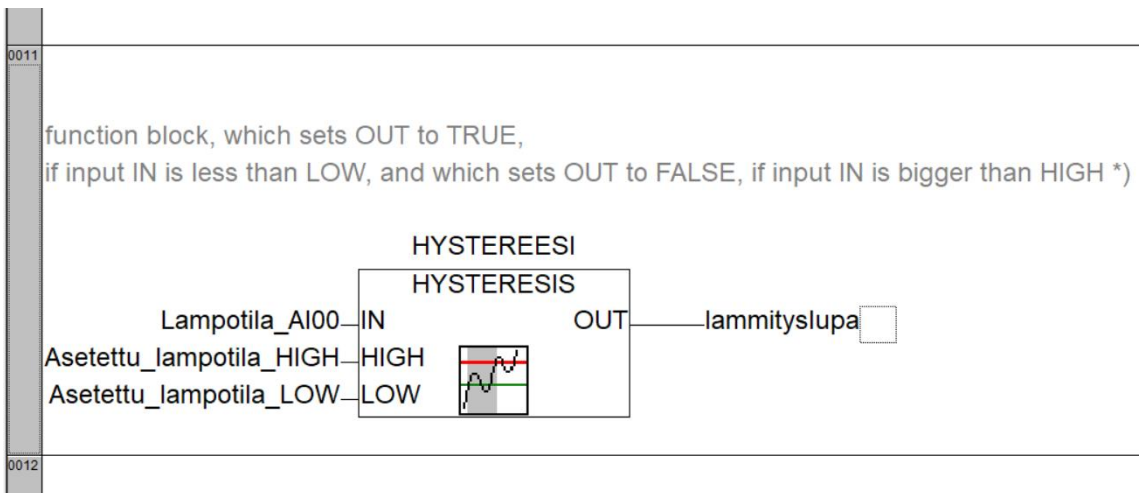 0011
function block, which sets OUT to TRUE,
if input IN is less than LOW, and which sets OUT to FALSE, if input IN is bigger than HIGH *)
HYSTEREESI
HYSTERESIS
Lampotila_AI00 IN OUT lammityslupa
Asetettu_lampotila_HIGH HIGH
Asetettu_lampotila_LOW LOW
0012